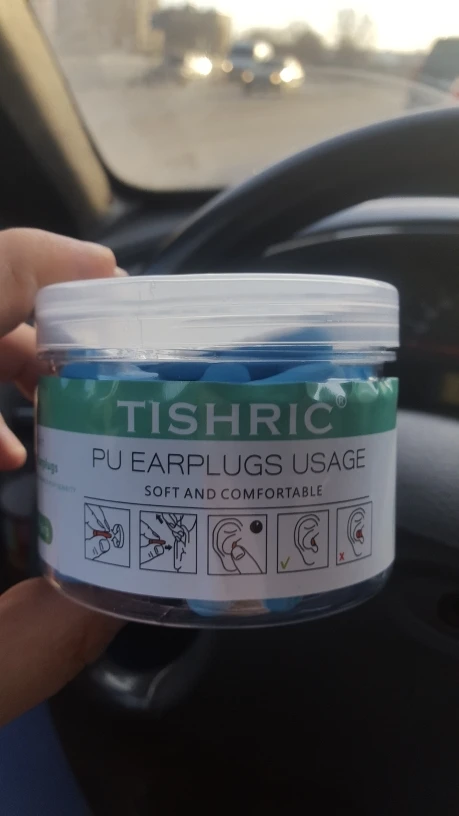 TISHRIC®
PU EARPLUGS USAGE
SOFT AND COMFORTABLE